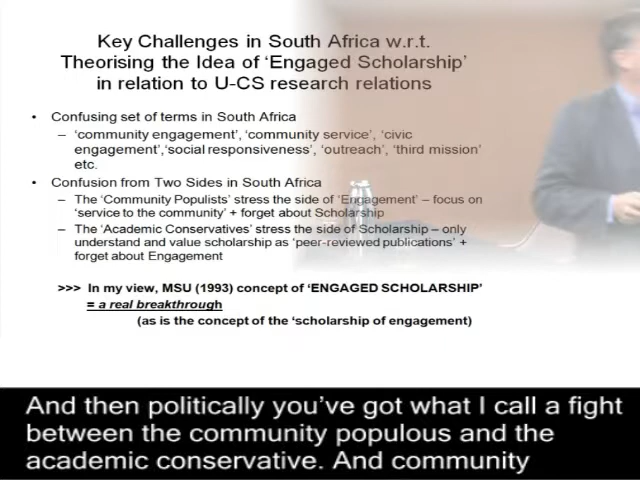 Key Challenges in South Africa w.r.t.
Theorising the Idea of ‘Engaged Scholarship’
in relation to U-CS research relations
• Confusing set of terms in South Africa
– ‘community engagement’, ‘community service’, ‘civic
engagement’,‘social responsiveness’, ‘outreach’, ‘third mission’
etc.
• Confusion from Two Sides in South Africa
– The ‘Community Populists’ stress the side of ‘Engagement’ – focus on
‘service to the community’ + forget about Scholarship
– The ‘Academic Conservatives’ stress the side of Scholarship – only
understand and value scholarship as ‘peer-reviewed publications’ +
forget about Engagement
>>> In my view, MSU (1993) concept of ‘ENGAGED SCHOLARSHIP’
= a real breakthrough
(as is the concept of the ‘scholarship of engagement)
And then politically you’ve got what I call a fight
between the community populous and the
academic conservative. And community